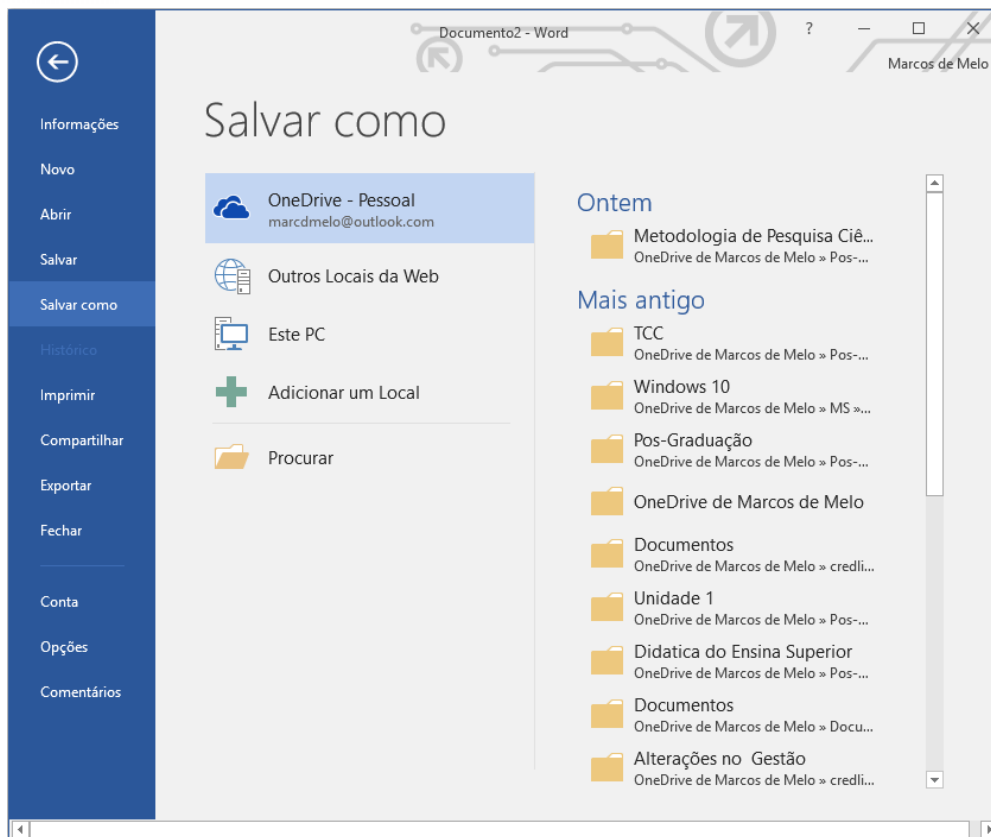 Documento2 - Word
?
Marcos de Melo
Informações
Novo
Abrir
Salvar
Salvar como
Histórico
Imprimir
Compartilhar
Exportar
Fechar
Conta
Opções
Comentários
Salvar como
OneDrive - Pessoal
marcdmelo@outlook.com
Outros Locais da Web
Este PC
Adicionar um Local
Procurar
Ontem
Metodologia de Pesquisa Ciê...
OneDrive de Marcos de Melo » Pos-...
Mais antigo
TCC
OneDrive de Marcos de Melo » Pos-...
Windows 10
OneDrive de Marcos de Melo » MS »...
Pos-Graduação
OneDrive de Marcos de Melo » Pos-...
OneDrive de Marcos de Melo
Documentos
OneDrive de Marcos de Melo » credli...
Unidade 1
OneDrive de Marcos de Melo » Pos-...
Didatica do Ensina Superior
OneDrive de Marcos de Melo » Pos-...
Documentos
OneDrive de Marcos de Melo » Docu...
Alterações no Gestão
OneDrive de Marcos de Melo » credli...